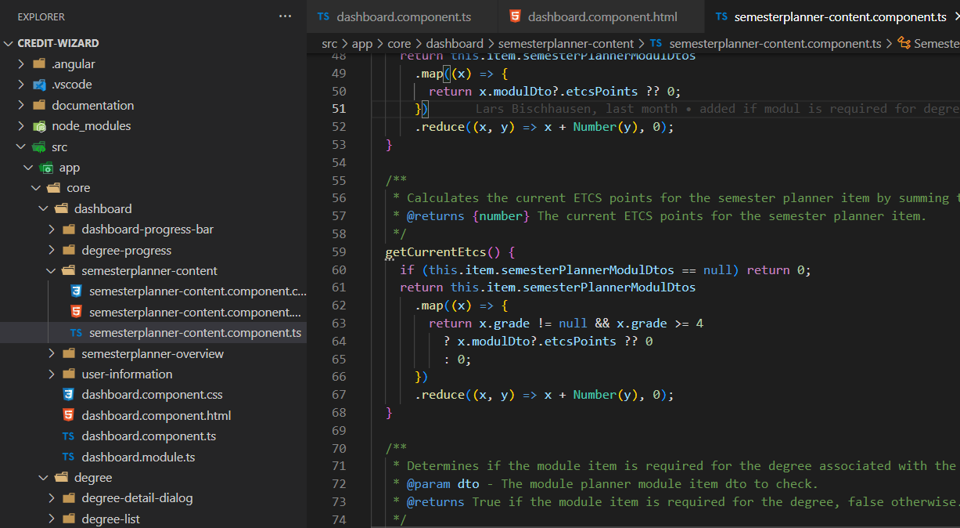 EXPLORER
CREDIT-WIZARD
.angular
.vscode
documentation
node_modules
src
app
core
dashboard
dashboard-progress-bar
degree-progress
semesterplanner-content
semesterplanner-content.component.c...
semesterplanner-content.component....
TS semesterplanner-content.component.ts
semesterplanner-overview
user-information
dashboard.component.css
dashboard.component.html
TS dashboard.component.ts
TS dashboard.module.ts
degree
degree-detail-dialog
degree-list
TS dashboard.component.ts
dashboard.component.html
TS semesterplanner-content.component.ts
src > app > core > dashboard > semesterplanner-content > TS semesterplanner-content.component.ts > Semester
48 return this.item.semesterPlannerModulDtos
49 .map((x) => {
50 return x.modulDto?.etcsPoints ?? 0;
51 }) Lars Bischhausen, last month • added if modul is required for degre
52 .reduce((x, y) => x + Number(y), 0);
53 }
54
55 /**
56 * Calculates the current ETCS points for the semester planner item by summing t
57 * @returns {number} The current ETCS points for the semester planner item.
58 */
59 getCurrentEtcs() {
60 if (this.item.semesterPlannerModulDtos == null) return 0;
61 return this.item.semesterPlannerModulDtos
62 .map((x) => {
63 return x.grade != null && x.grade >= 4
64 ? x.modulDto?.etcsPoints ?? 0
65 : 0;
66 })
67 .reduce((x, y) => x + Number(y), 0);
68 }
69
70 /**
71 * Determines if the module item is required for the degree associated with the
72 * @param dto - The module planner module item dto to check.
73 * @returns True if the module item is required for the degree, false otherwise.
74 */